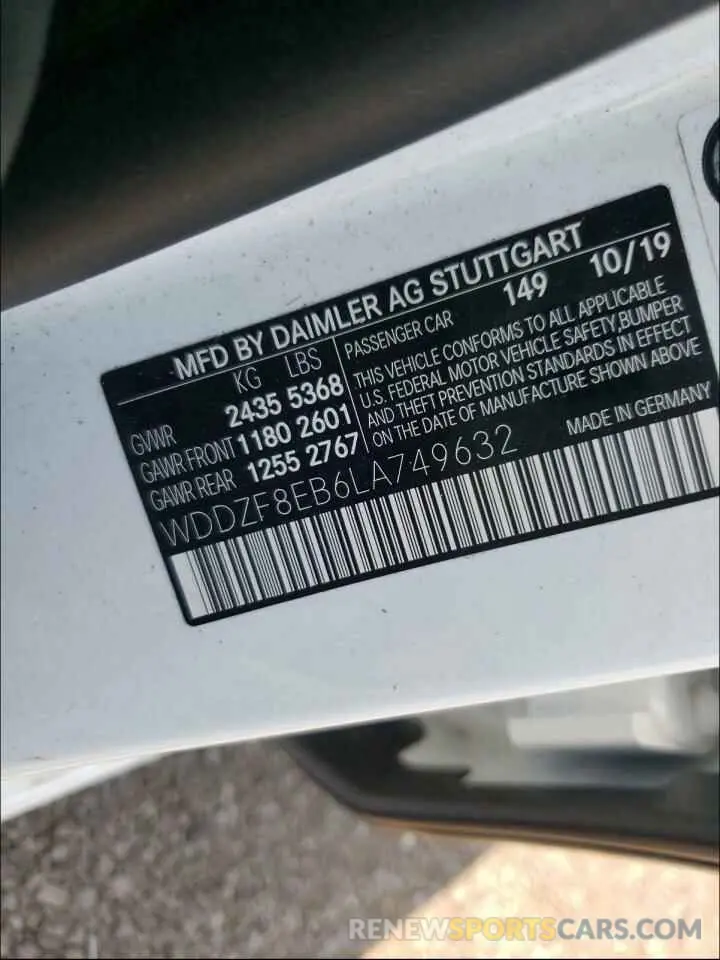 MFD BY DAIMLER AG STUTTGART
KG LBS
GVWR 2435 5368
GAWR FRONT 1180 2601
GAWR REAR 1255 2767
PASSENGER CAR 149 10/19
THIS VEHICLE CONFORMS TO ALL APPLICABLE
U.S. FEDERAL MOTOR VEHICLE SAFETY, BUMPER
AND THEFT PREVENTION STANDARDS IN EFFECT
ON THE DATE OF MANUFACTURE SHOWN ABOVE
WDDZF8EB6LA749632
MADE IN GERMANY
RENEWSPORTSCARS.COM